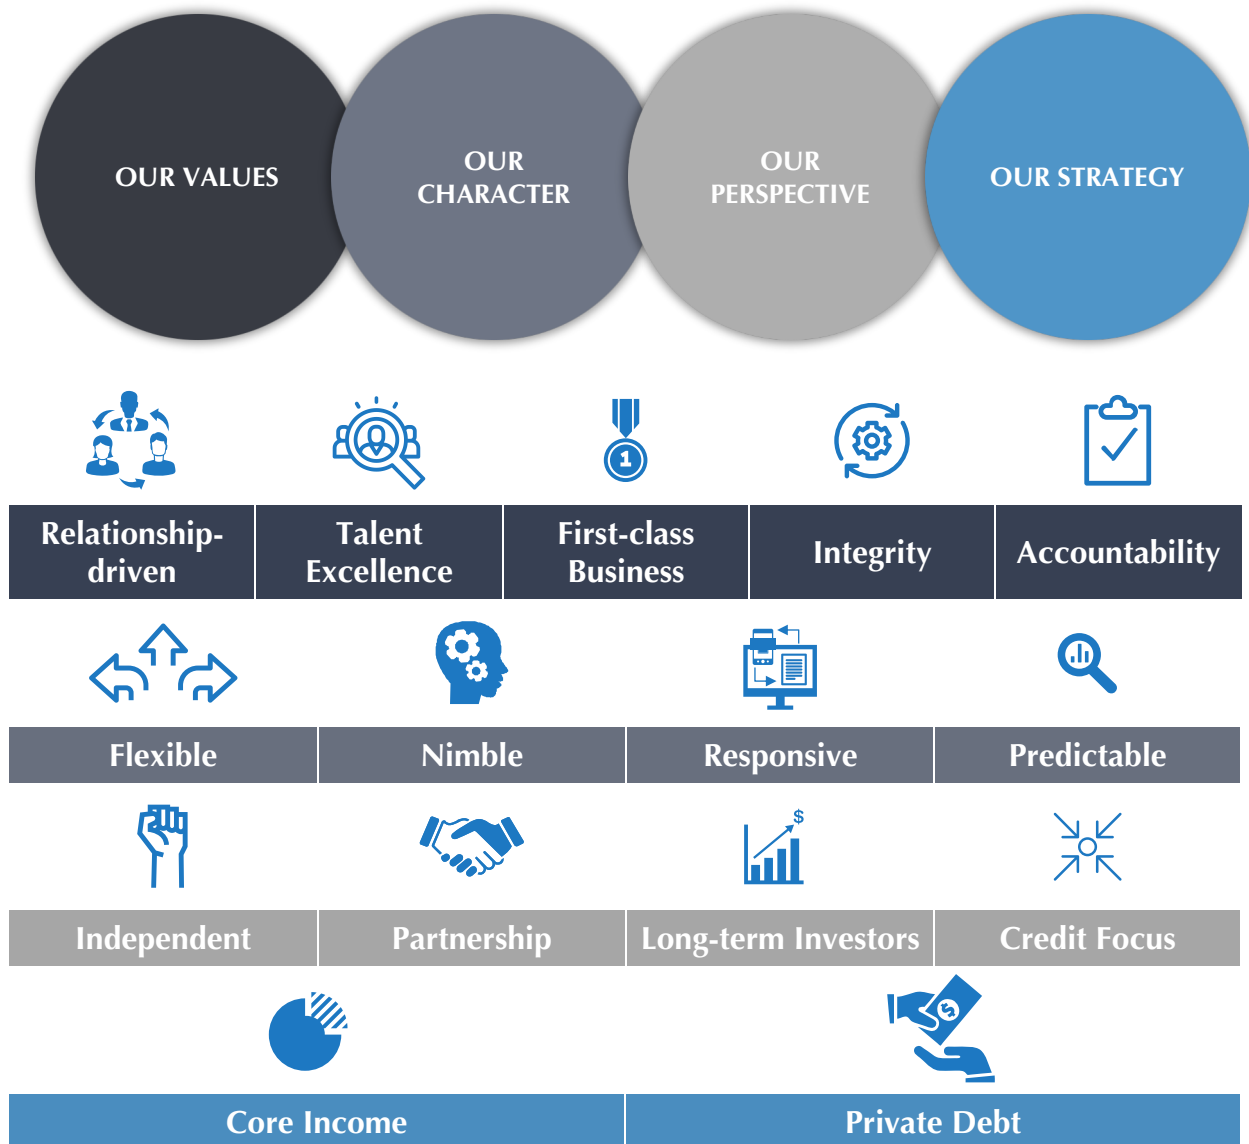 OUR VALUES
OUR
CHARACTER
OUR
PERSPECTIVE
OUR STRATEGY
1
Relationship-
driven
Talent
Excellence
First-class
Business
Integrity
Accountability
Flexible
Nimble
Responsive
Predictable
$
Independent
Partnership
Long-term Investors
Credit Focus
$
Core Income
Private Debt